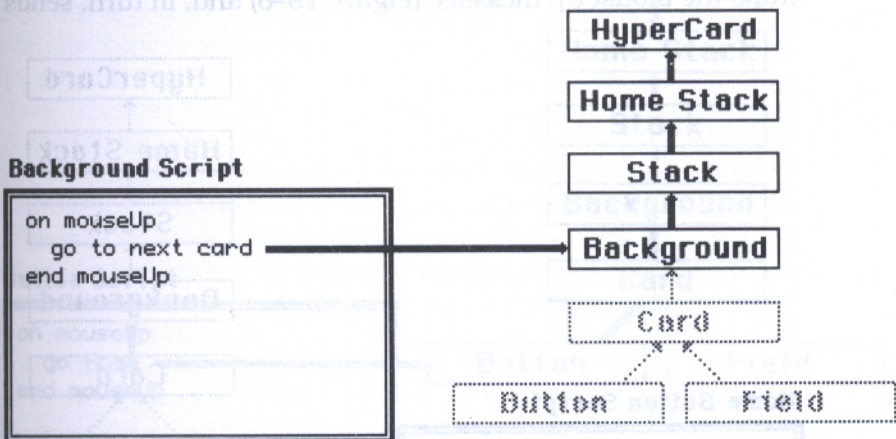 HyperCard
Home Stack
Stack
Background Script
on mouseUp
go to next card
end mouseUp
Background
Card
Button
Field